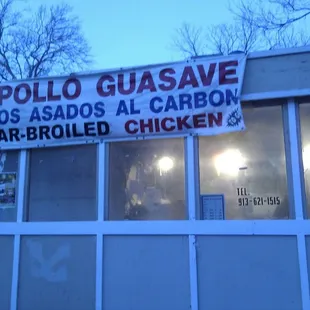 POLLO GUASAVE
OS ASADOS AL CARBON
AR-BROILED CHICKEN
TEL.
913-621-1515